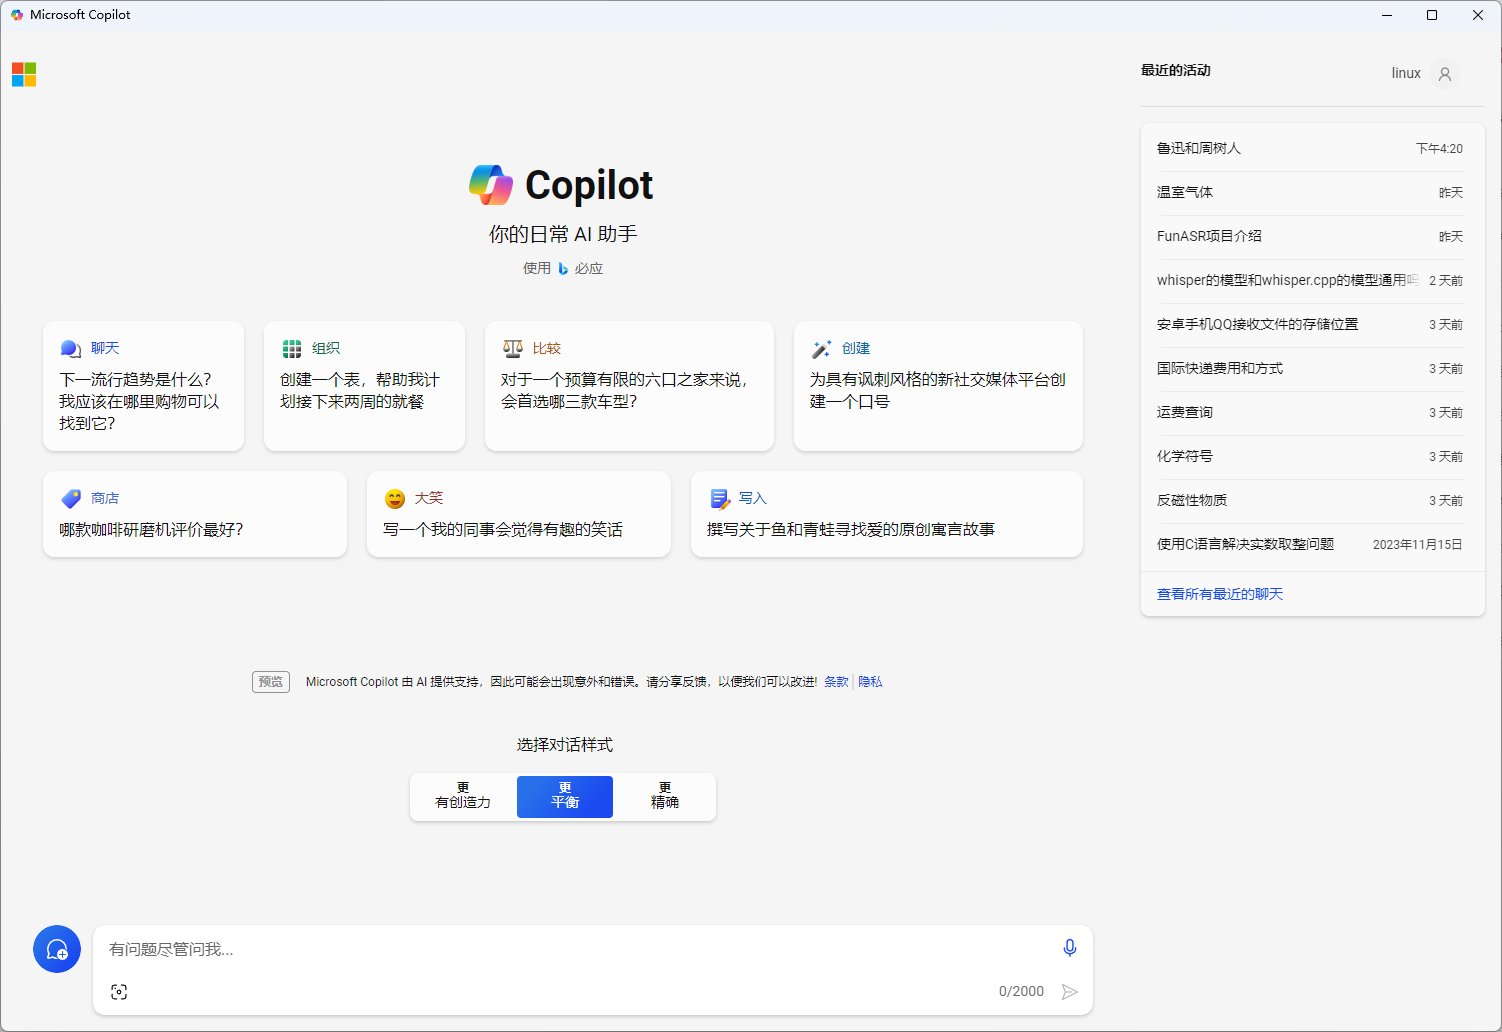 Microsoft Copilot
最近的活动
linux
Copilot
你的日常 AI 助手
使用 必应
聊天
下一流行趋势是什么？
我应该在哪里购物可以
找到它？
组织
创建一个表，帮助我计
划接下来两周的就餐
比较
对于一个预算有限的六口之家来说，
会首选哪三款车型？
创建
为具有讽刺风格的新社交媒体平台创
建一个口号
商店
哪款咖啡研磨机评价最好？
大笑
写一个我的同事会觉得有趣的笑话
写入
撰写关于鱼和青蛙寻找爱的原创寓言故事
预览 Microsoft Copilot 由 AI 提供支持，因此可能会出现意外和错误。请分享反馈，以便我们可以改进! 条款 隐私
选择对话样式
更
有创造力
更
平衡
更
精确
有问题尽管问我...
0/2000
鲁迅和周树人 下午4:20
温室气体 昨天
FunASR项目介绍 昨天
whisper的模型和whisper.cpp的模型通用吗 2 天前
安卓手机QQ接收文件的存储位置 3 天前
国际快递费用和方式 3 天前
运费查询 3 天前
化学符号 3 天前
反磁性物质 3 天前
使用C语言解决实数取整问题 2023年11月15日
查看所有最近的聊天